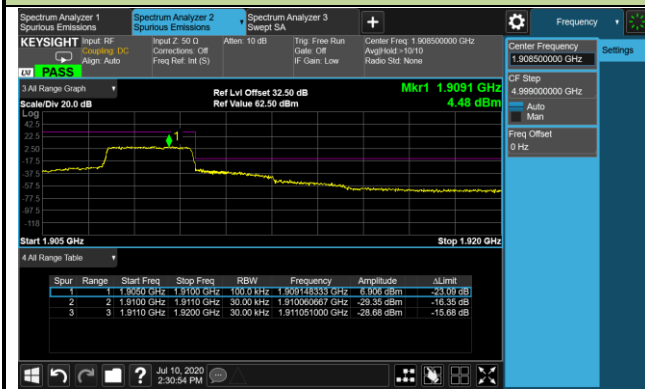 Spectrum Analyzer 1
Spurious Emissions
Spectrum Analyzer 2
Spurious Emissions
Spectrum Analyzer 3
Swept SA
Frequency
KEYSIGHT
Input: RF
Coupling: DC
Align: Auto
Input Z: 50 Ω
Corrections: Off
Freq Ref: Int (S)
Atten: 10 dB
Trig: Free Run
Gate: Off
IF Gain: Low
Center Freq: 1.908500000 GHz
Avg|Hold:>10/10
Radio Std: None
LXI PASS
Center Frequency
1.908500000 GHz
Settings
CF Step
4.999000000 GHz
Auto
Man
Freq Offset
0 Hz
3 All Range Graph
Scale/Div 20.0 dB
Ref Lvl Offset 32.50 dB
Ref Value 62.50 dBm
Mkr1 1.9091 GHz
4.48 dBm
Log
42.5
22.5
2.50
-17.5
-37.5
-57.5
-77.5
-97.5
-118
1
Start 1.905 GHz
Stop 1.920 GHz
4 All Range Table
Spur Range Start Freq Stop Freq RBW Frequency Amplitude ΔLimit
1 1 1.9050 GHz 1.9100 GHz 100.0 kHz 1.909148333 GHz 6.906 dBm -23.09 dB
2 2 1.9100 GHz 1.9110 GHz 30.00 kHz 1.910060667 GHz -29.35 dBm -16.35 dB
3 3 1.9110 GHz 1.9200 GHz 30.00 kHz 1.911051000 GHz -28.68 dBm -15.68 dB
Jul 10, 2020
2:30:54 PM